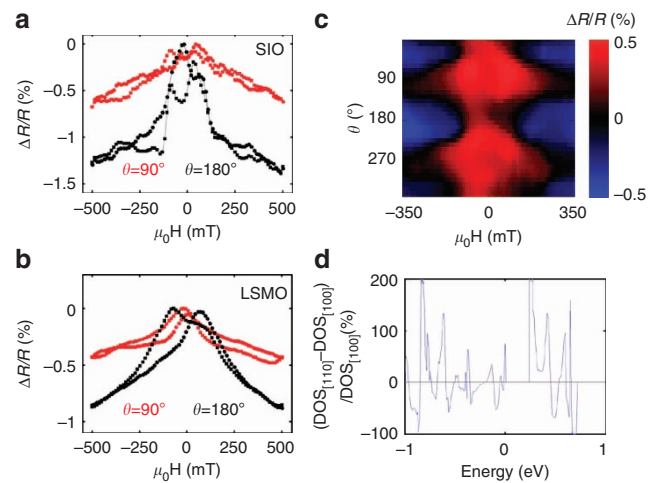 a
SIO
0
−0.5
−1
−1.5
ΔR/R (%)
θ=90° θ=180°
−500 −250 0 250 500
μ₀H (mT)
b
LSMO
0
−0.5
−1
ΔR/R (%)
θ=90° θ=180°
−500 −250 0 250 500
μ₀H (mT)
c
ΔR/R (%)
0.5
0
−0.5
θ (°)
90
180
270
−350 0 350
μ₀H (mT)
d
200
100
0
−100
(DOS[110]−DOS[100])
/DOS[100](%)
−1 0 1
Energy (eV)